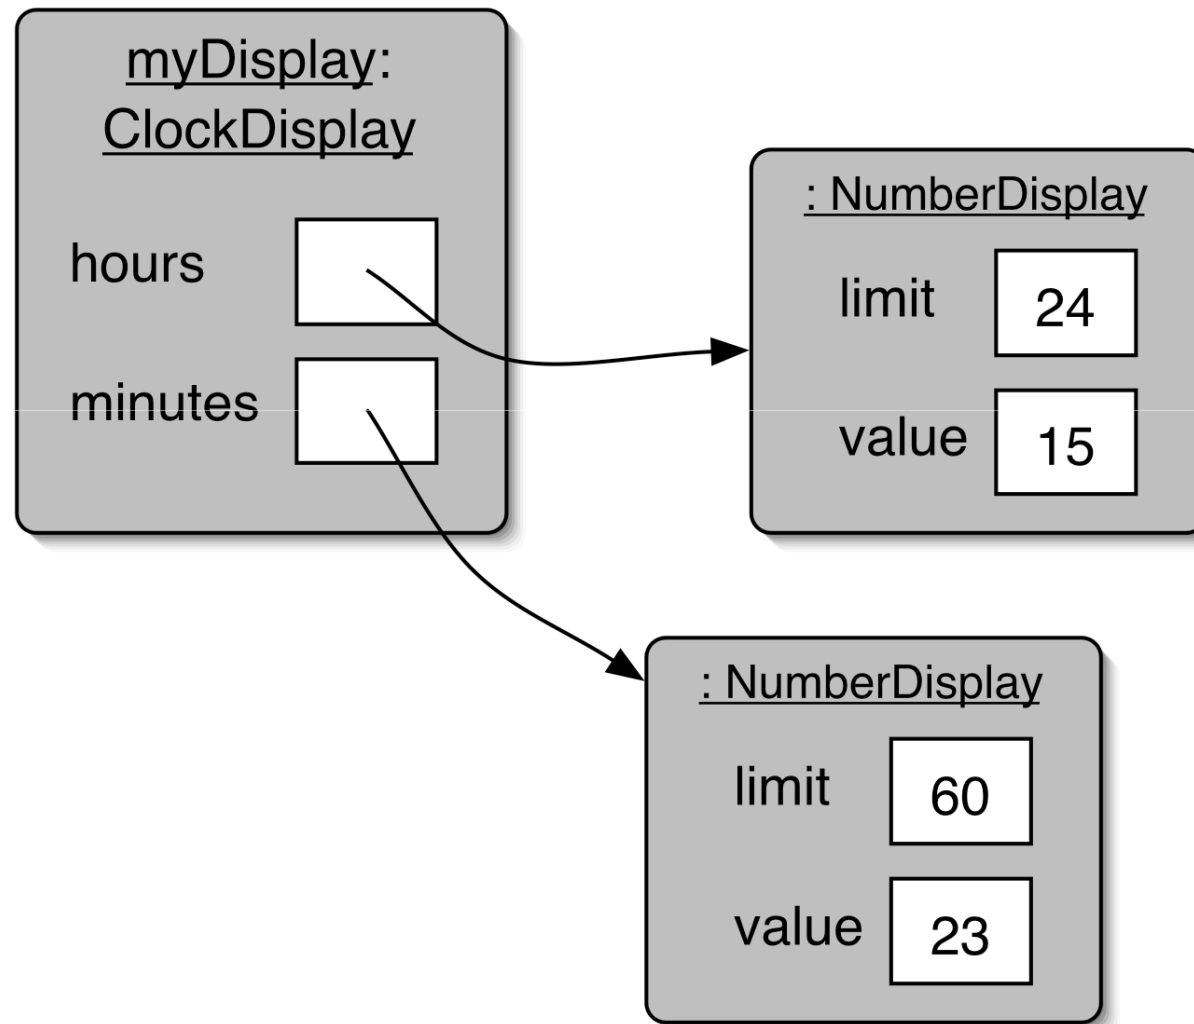 myDisplay:
ClockDisplay
hours
minutes
: NumberDisplay
limit 24
value 15
: NumberDisplay
limit 60
value 23